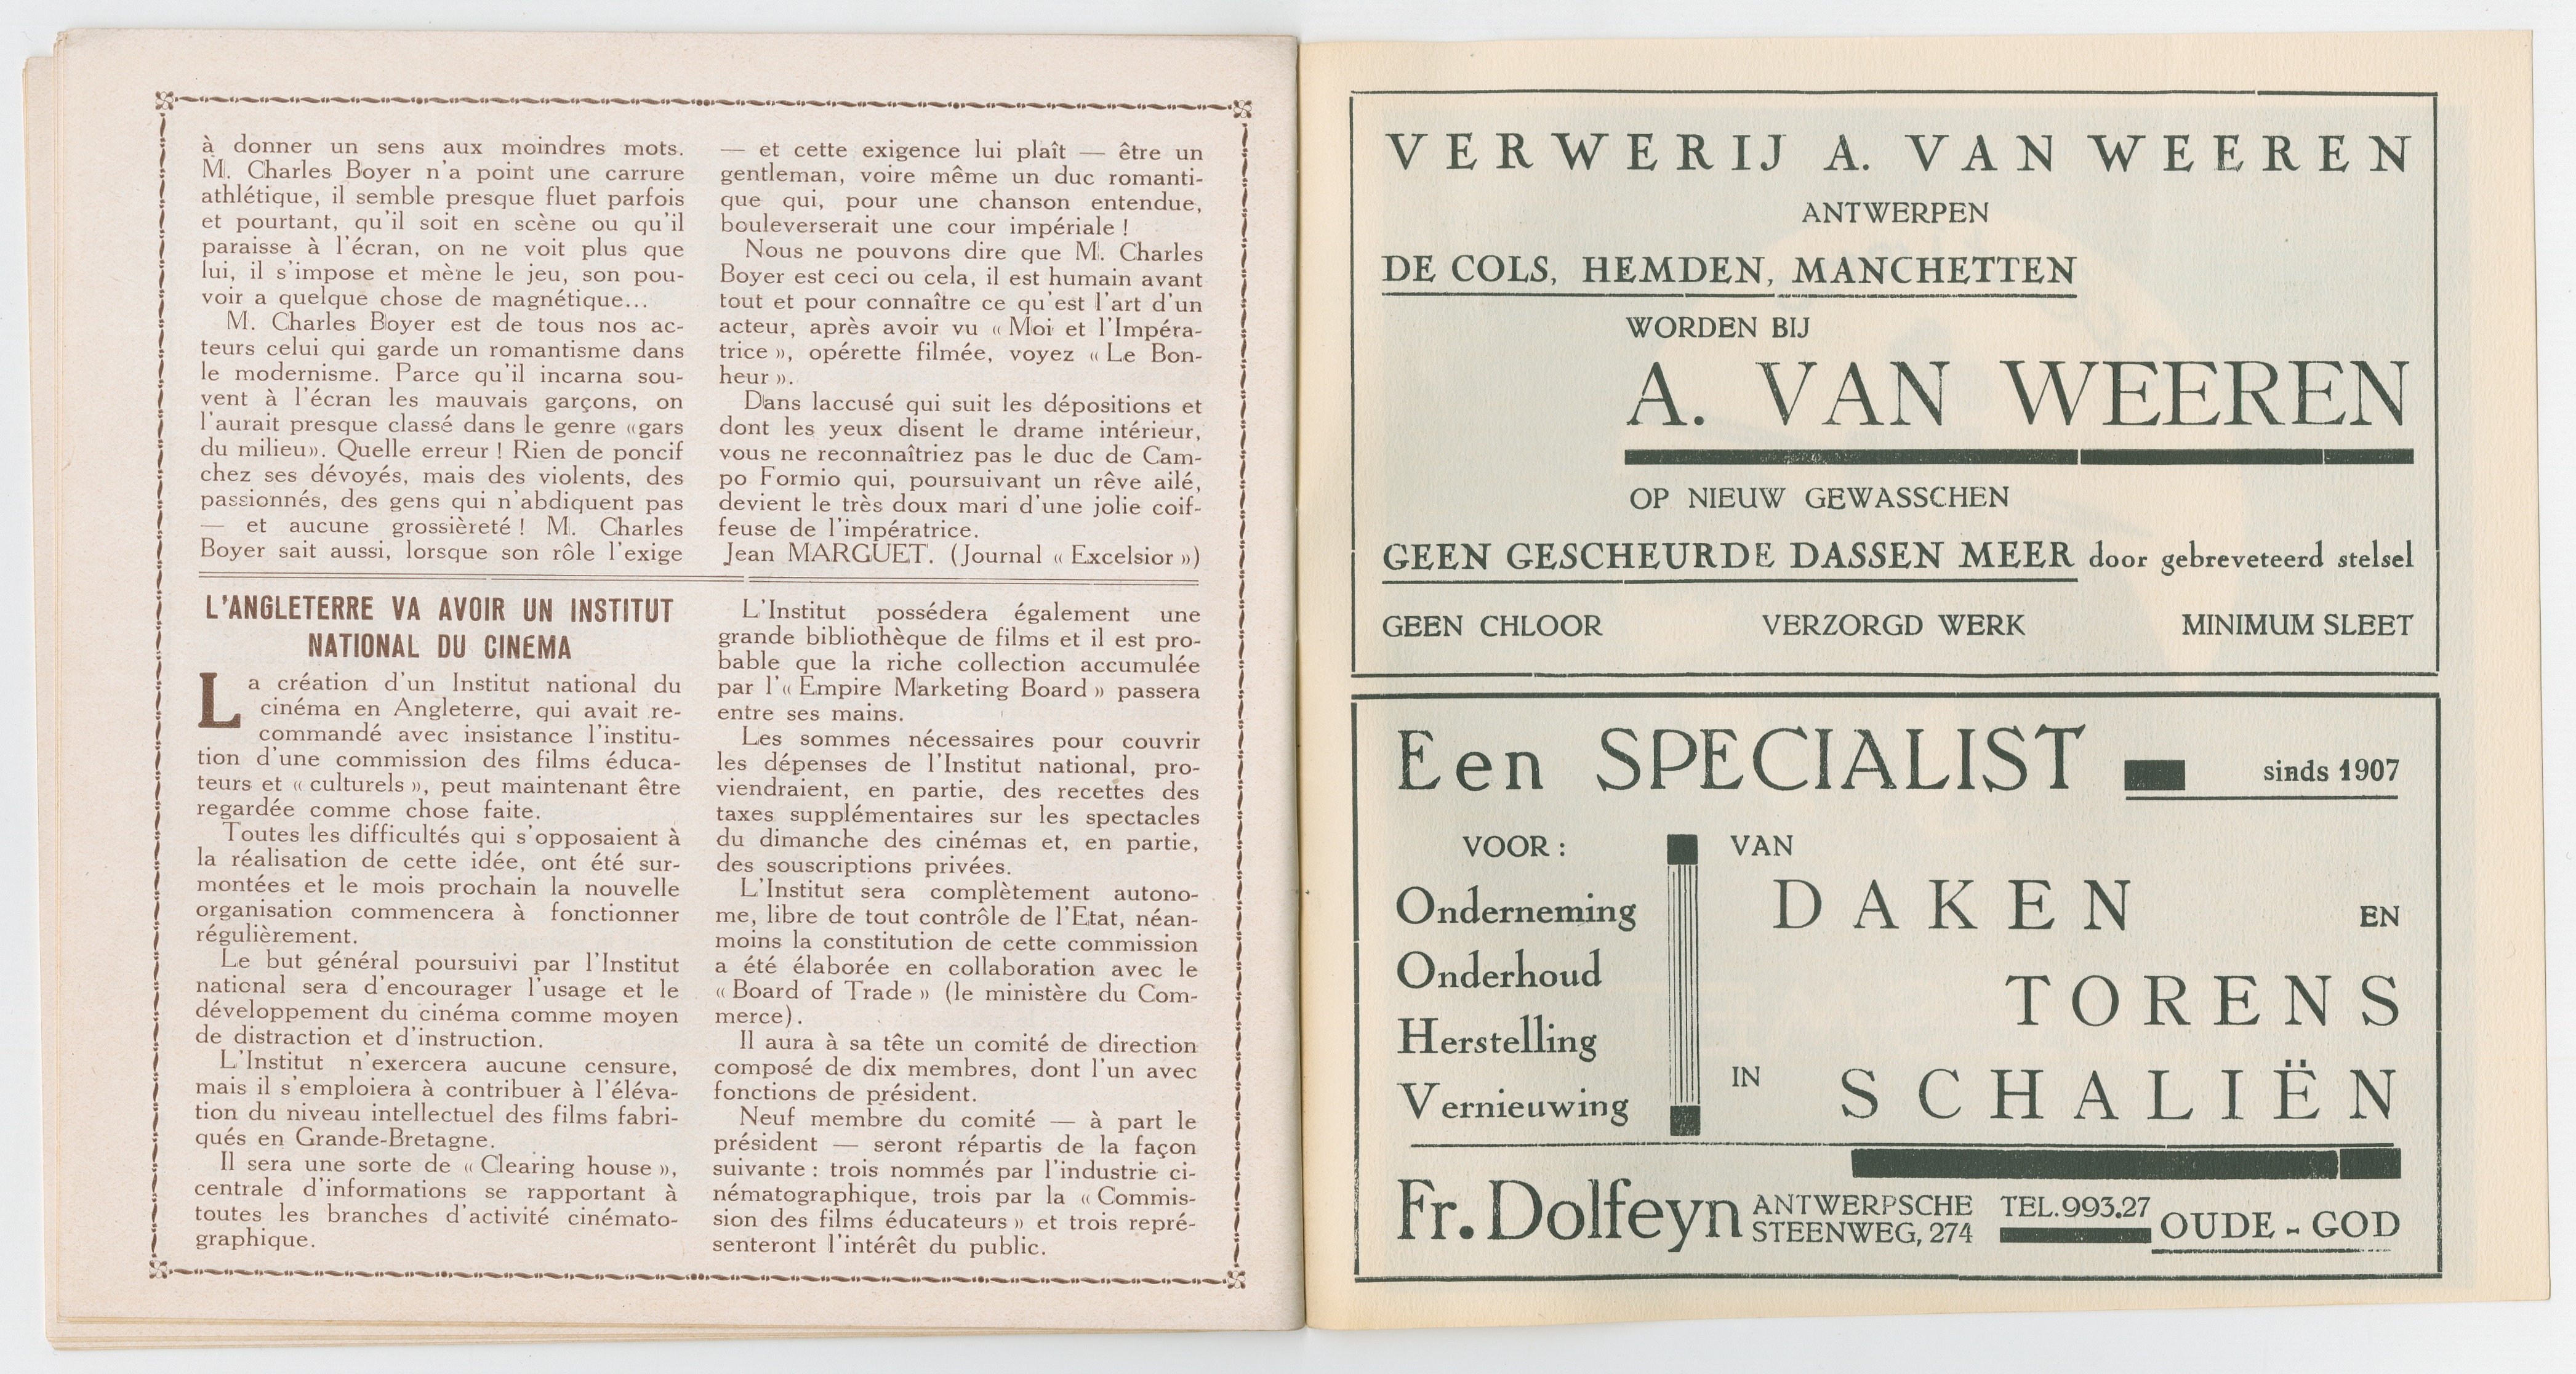 à donner un sens aux moindres mots.
M. Charles Boyer n'a point une carrure
athlétique, il semble presque fluet parfois
et pourtant, qu'il soit en scène ou qu'il
paraisse à l'écran, on ne voit plus que
lui, il s'impose et mène le jeu, son pou-
voir a quelque chose de magnétique...
M. Charles Boyer est de tous nos ac-
teurs celui qui garde un romantisme dans
le modernisme. Parce qu'il incarna sou-
vent à l'écran les mauvais garçons, on
l'aurait presque classé dans le genre «gars
du milieu». Quelle erreur ! Rien de poncif
chez ses dévoyés, mais des violents, des
passionnés, des gens qui n'abdiquent pas
— et aucune grossièreté ! M. Charles
Boyer sait aussi, lorsque son rôle l'exige
— et cette exigence lui plaît — être un
gentleman, voire même un duc romanti-
que qui, pour une chanson entendue,
bouleverserait une cour impériale !
Nous ne pouvons dire que M. Charles
Boyer est ceci ou cela, il est humain avant
tout et pour connaître ce qu'est l'art d'un
acteur, après avoir vu « Moi et l'Impéra-
trice », opérette filmée, voyez « Le Bon-
heur ».
Dans laccusé qui suit les dépositions et
dont les yeux disent le drame intérieur,
vous ne reconnaîtriez pas le duc de Cam-
po Formio qui, poursuivant un rêve ailé,
devient le très doux mari d'une jolie coif-
feuse de l'impératrice.
Jean MARGUET. (Journal « Excelsior »)
L'ANGLETERRE VA AVOIR UN INSTITUT
NATIONAL DU CINEMA
La création d'un Institut national du
cinéma en Angleterre, qui avait re-
commandé avec insistance l'institu-
tion d'une commission des films éduca-
teurs et « culturels », peut maintenant être
regardée comme chose faite.
Toutes les difficultés qui s'opposaient à
la réalisation de cette idée, ont été sur-
montées et le mois prochain la nouvelle
organisation commencera à fonctionner
régulièrement.
Le but général poursuivi par l'Institut
national sera d'encourager l'usage et le
développement du cinéma comme moyen
de distraction et d'instruction.
L'Institut n'exercera aucune censure,
mais il s'emploiera à contribuer à l'éléva-
tion du niveau intellectuel des films fabri-
qués en Grande-Bretagne.
Il sera une sorte de « Clearing house »,
centrale d'informations se rapportant à
toutes les branches d'activité cinémato-
graphique.
L'Institut possédera également une
grande bibliothèque de films et il est pro-
bable que la riche collection accumulée
par l'« Empire Marketing Board » passera
entre ses mains.
Les sommes nécessaires pour couvrir
les dépenses de l'Institut national, pro-
viendraient, en partie, des recettes des
taxes supplémentaires sur les spectacles
du dimanche des cinémas et, en partie,
des souscriptions privées.
L'Institut sera complètement autono-
me, libre de tout contrôle de l'Etat, néan-
moins la constitution de cette commission
a été élaborée en collaboration avec le
« Board of Trade » (le ministère du Com-
merce).
Il aura à sa tête un comité de direction
composé de dix membres, dont l'un avec
fonctions de président.
Neuf membre du comité — à part le
président — seront répartis de la façon
suivante : trois nommés par l'industrie ci-
nématographique, trois par la « Commis-
sion des films éducateurs » et trois repré-
senteront l'intérêt du public.
VERWERIJ A. VAN WEEREN
ANTWERPEN
DE COLS, HEMDEN, MANCHETTEN
WORDEN BIJ
A. VAN WEEREN
OP NIEUW GEWASSCHEN
GEEN GESCHEURDE DASSEN MEER door gebreveteerd stelsel
GEEN CHLOOR VERZORGD WERK MINIMUM SLEET
Een SPECIALIST sinds 1907
VOOR :
Onderneming
Onderhoud
Herstelling
Vernieuwing
VAN
DAKEN EN
TORENS
IN SCHALIËN
Fr. Dolfeyn ANTWERPSCHE
STEENWEG, 274
TEL. 993.27
OUDE - GOD